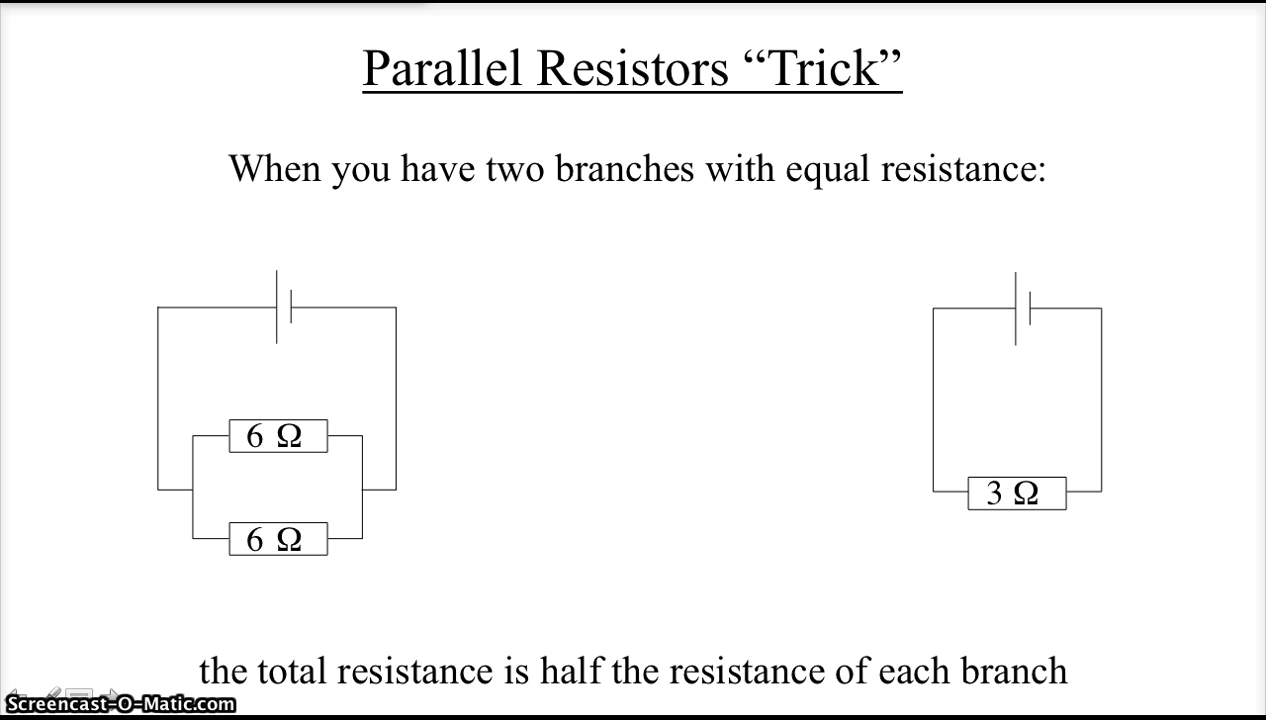 Parallel Resistors “Trick”
When you have two branches with equal resistance:
6 Ω
6 Ω
3 Ω
the total resistance is half the resistance of each branch
Screencast-O-Matic.com